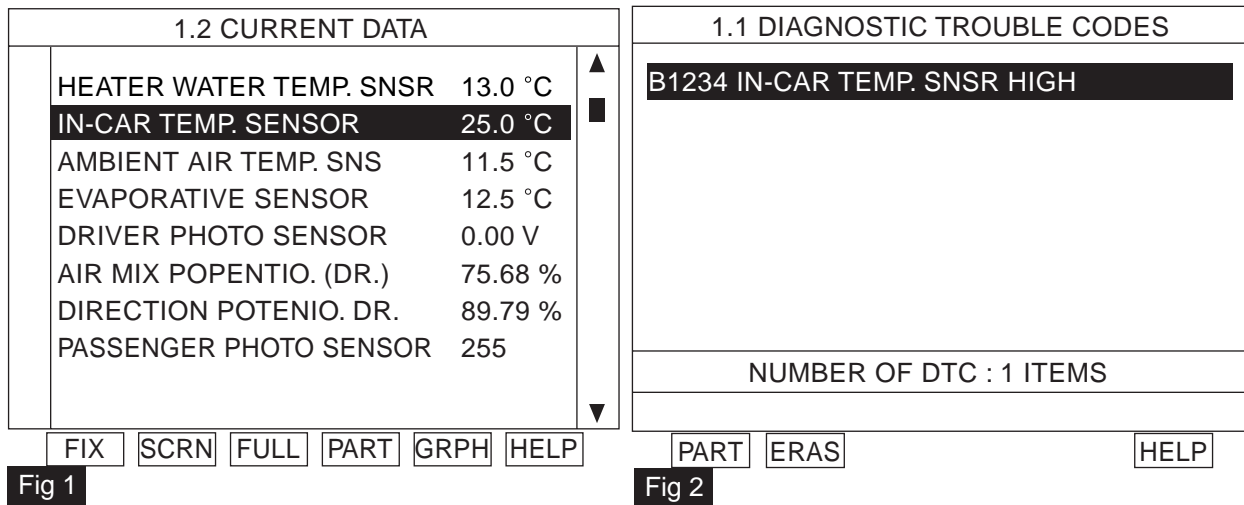 1.2 CURRENT DATA
HEATER WATER TEMP. SNSR 13.0 °C
IN-CAR TEMP. SENSOR 25.0 °C
AMBIENT AIR TEMP. SNS 11.5 °C
EVAPORATIVE SENSOR 12.5 °C
DRIVER PHOTO SENSOR 0.00 V
AIR MIX POPENTIO. (DR.) 75.68 %
DIRECTION POTENIO. DR. 89.79 %
PASSENGER PHOTO SENSOR 255
FIX SCRN FULL PART GRPH HELP
Fig 1
1.1 DIAGNOSTIC TROUBLE CODES
B1234 IN-CAR TEMP. SNSR HIGH
NUMBER OF DTC : 1 ITEMS
PART ERAS HELP
Fig 2